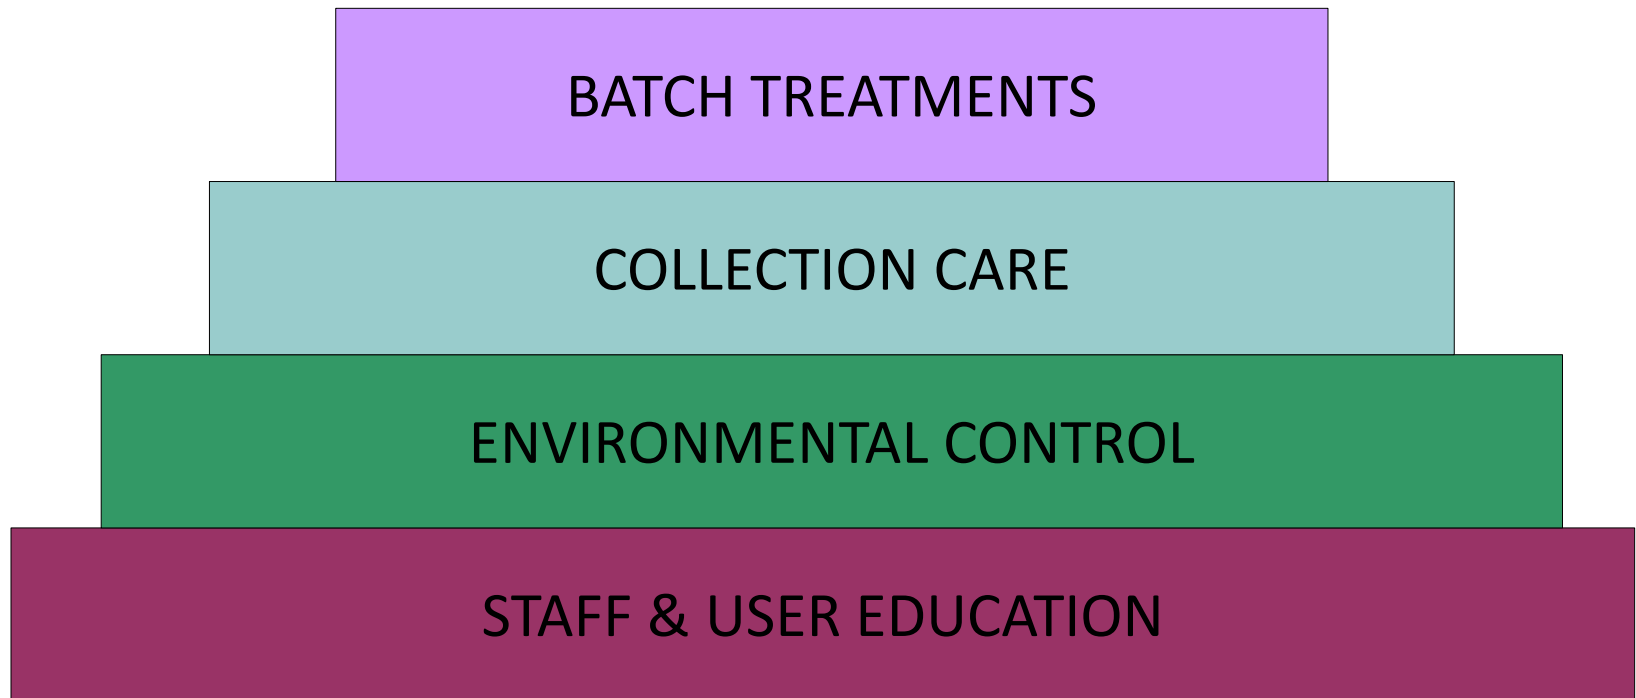 BATCH TREATMENTS
COLLECTION CARE
ENVIRONMENTAL CONTROL
STAFF & USER EDUCATION